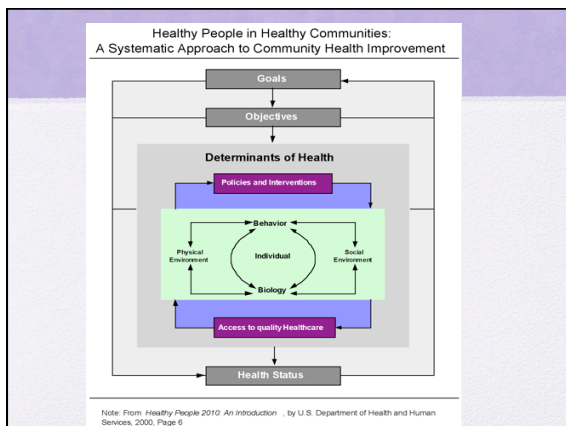 Healthy People in Healthy Communities:
A Systematic Approach to Community Health Improvement
Goals
Objectives
Determinants of Health
Policies and Interventions
Behavior
Physical
Environment
Individual
Social
Environment
Biology
Access to quality Healthcare
Health Status
Note: From Healthy People 2010: An Introduction , by U.S. Department of Health and Human
Services, 2000, Page 6